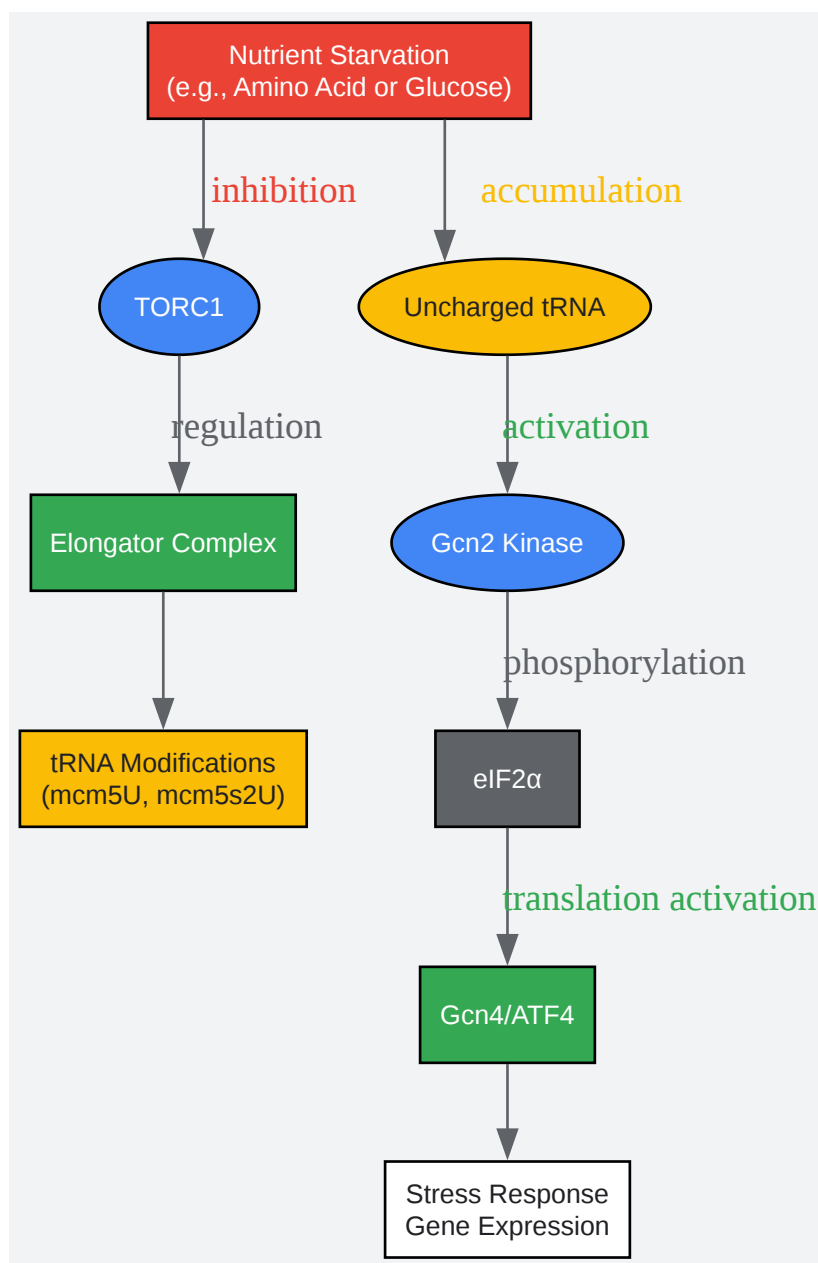 Nutrient Starvation
(e.g., Amino Acid or Glucose)
inhibition
accumulation
TORC1
Uncharged tRNA
regulation
activation
Elongator Complex
Gcn2 Kinase
phosphorylation
tRNA Modifications
(mcm5U, mcm5s2U)
eIF2α
translation activation
Gcn4/ATF4
Stress Response
Gene Expression